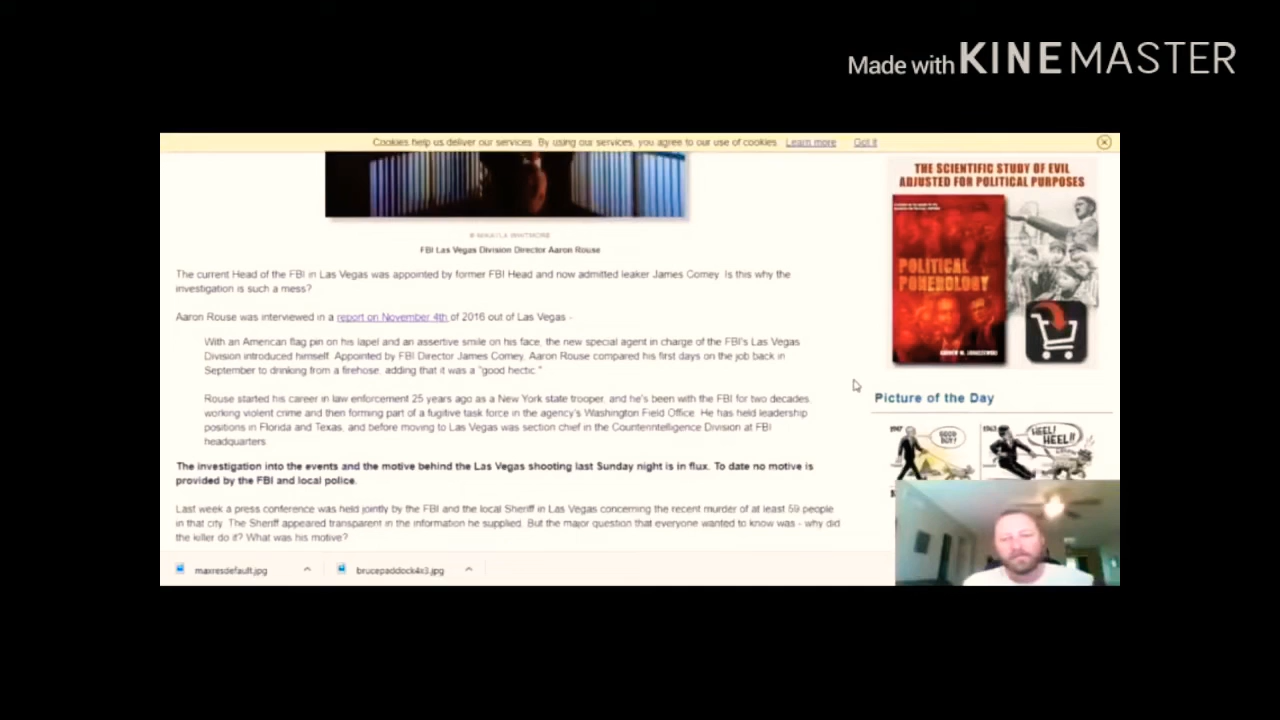 Made with KINEMASTER
Cookies help us deliver our services. By using our services, you agree to our use of cookies. Learn more Got it
THE SCIENTIFIC STUDY OF EVIL
ADJUSTED FOR POLITICAL PURPOSES
POLITICAL
PONEROLOGY
FBI Las Vegas Division Director Aaron Rouse
The current Head of the FBI in Las Vegas was appointed by former FBI Head and now admitted leaker James Comey. Is this why the
investigation is such a mess?
Aaron Rouse was interviewed in a report on November 4th of 2016 out of Las Vegas -
With an American flag pin on his lapel and an assertive smile on his face, the new special agent in charge of the FBI's Las Vegas
Division introduced himself. Appointed by FBI Director James Comey, Aaron Rouse compared his first days on the job back in
September to drinking from a firehose, adding that it was a "good hectic."
Rouse started his career in law enforcement 25 years ago as a New York state trooper, and he's been with the FBI for two decades,
working violent crime and then forming part of a fugitive task force in the agency's Washington Field Office. He has held leadership
positions in Florida and Texas, and before moving to Las Vegas was section chief in the Counterintelligence Division at FBI
headquarters.
The investigation into the events and the motive behind the Las Vegas shooting last Sunday night is in flux. To date no motive is
provided by the FBI and local police.
Last week a press conference was held jointly by the FBI and the local Sheriff in Las Vegas concerning the recent murder of at least 59 people
in that city. The Sheriff appeared transparent in the information he supplied. But the major question that everyone wanted to know was - why did
the killer do it? What was his motive?
Picture of the Day
1947
GOOD
BOY!
HEEL!
HEEL!!
maxresdefault.jpg
brucepaddock4x3.jpg